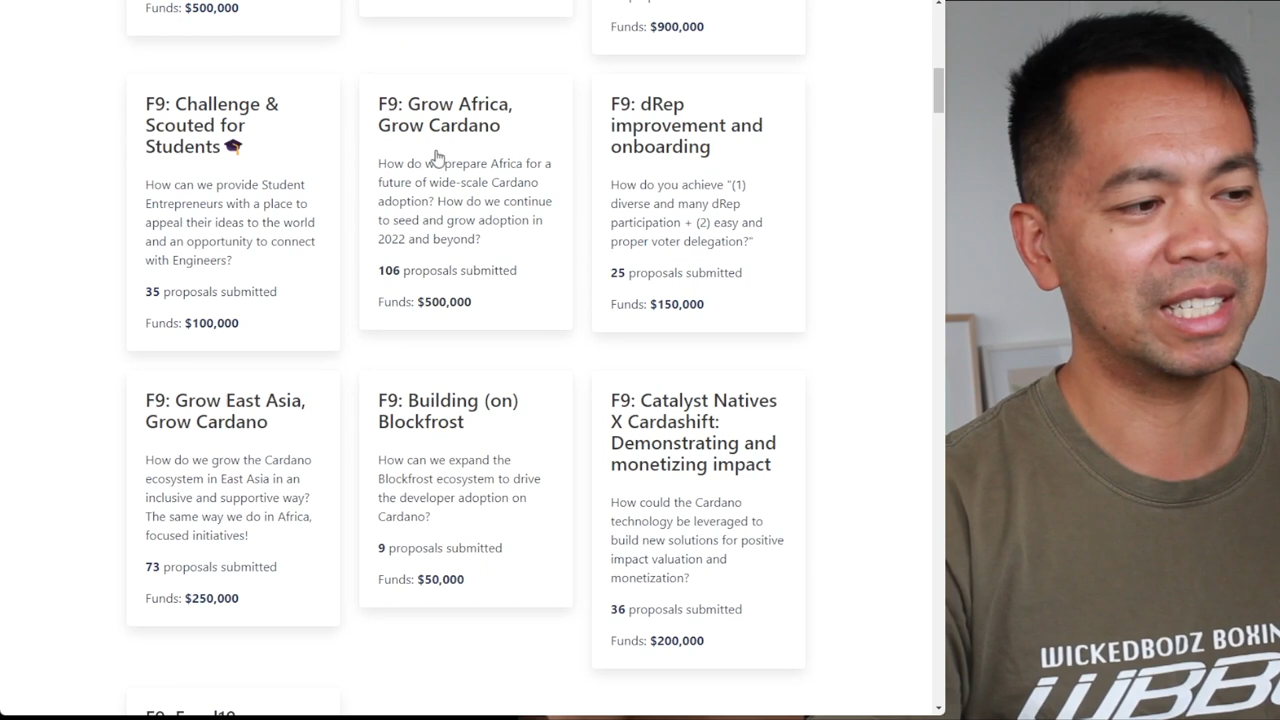 Funds: $500,000
Funds: $900,000
F9: Challenge &
Scouted for
Students
How can we provide Student
Entrepreneurs with a place to
appeal their ideas to the world
and an opportunity to connect
with Engineers?
35 proposals submitted
Funds: $100,000
F9: Grow Africa,
Grow Cardano
How do we prepare Africa for a
future of wide-scale Cardano
adoption? How do we continue
to seed and grow adoption in
2022 and beyond?
106 proposals submitted
Funds: $500,000
F9: dRep
improvement and
onboarding
How do you achieve "(1)
diverse and many dRep
participation + (2) easy and
proper voter delegation?"
25 proposals submitted
Funds: $150,000
F9: Grow East Asia,
Grow Cardano
How do we grow the Cardano
ecosystem in East Asia in an
inclusive and supportive way?
The same way we do in Africa,
focused initiatives!
73 proposals submitted
Funds: $250,000
F9: Building (on)
Blockfrost
How can we expand the
Blockfrost ecosystem to drive
the developer adoption on
Cardano?
9 proposals submitted
Funds: $50,000
F9: Catalyst Natives
X Cardashift:
Demonstrating and
monetizing impact
How could the Cardano
technology be leveraged to
build new solutions for positive
impact valuation and
monetization?
36 proposals submitted
Funds: $200,000
WICKEDBODZ